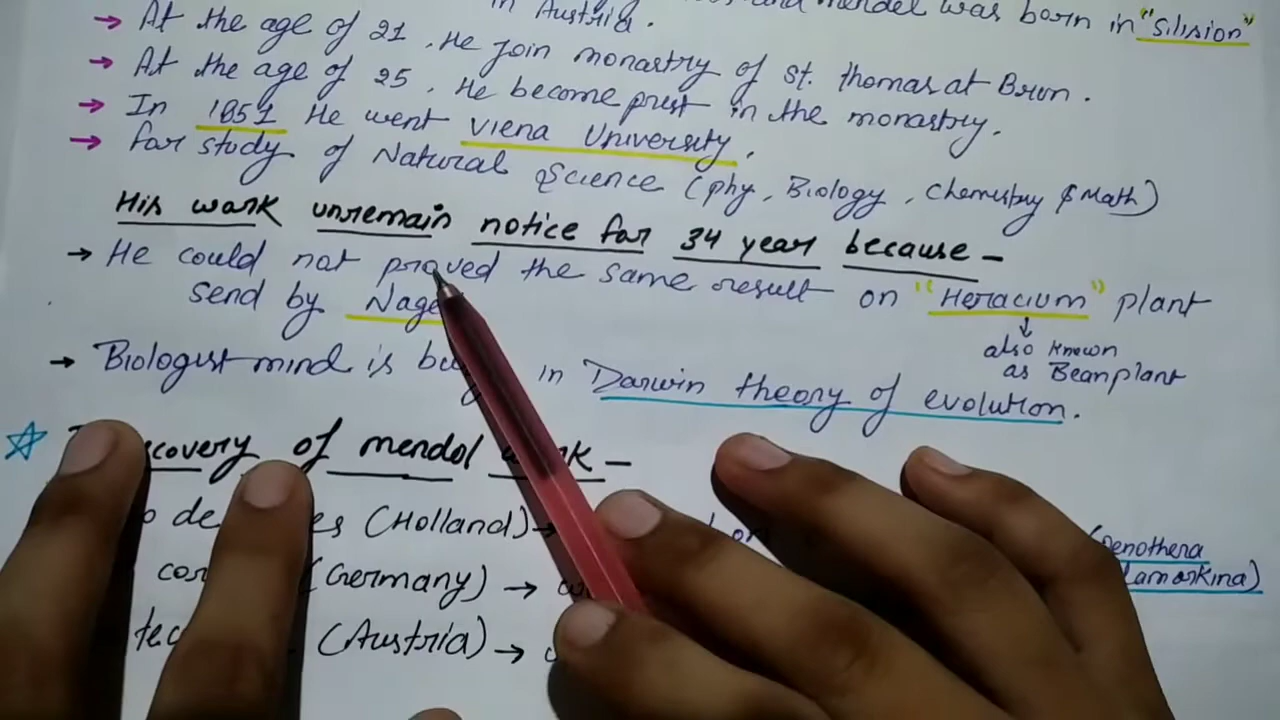 and mendel was born in "Silision"
in Austria.
→ At the age of 21, He join monastry of St. thomas at Brun.
→ At the age of 25, He become prest in the monastry.
→ In 1851 He went Viena University.
→ for study of Natural Science (phy, Biology, Chemistry & Math)
His work unremain notice for 34 year because -
→ He could not proved the same result on "Heracium" plant
send by
also known
as Beanplant
→ Biologist mind is in Darwin theory of evolution.
of mendel -
(Holland) →
(Oenothera
(Germany) →
lamarkina)
(Austria) →